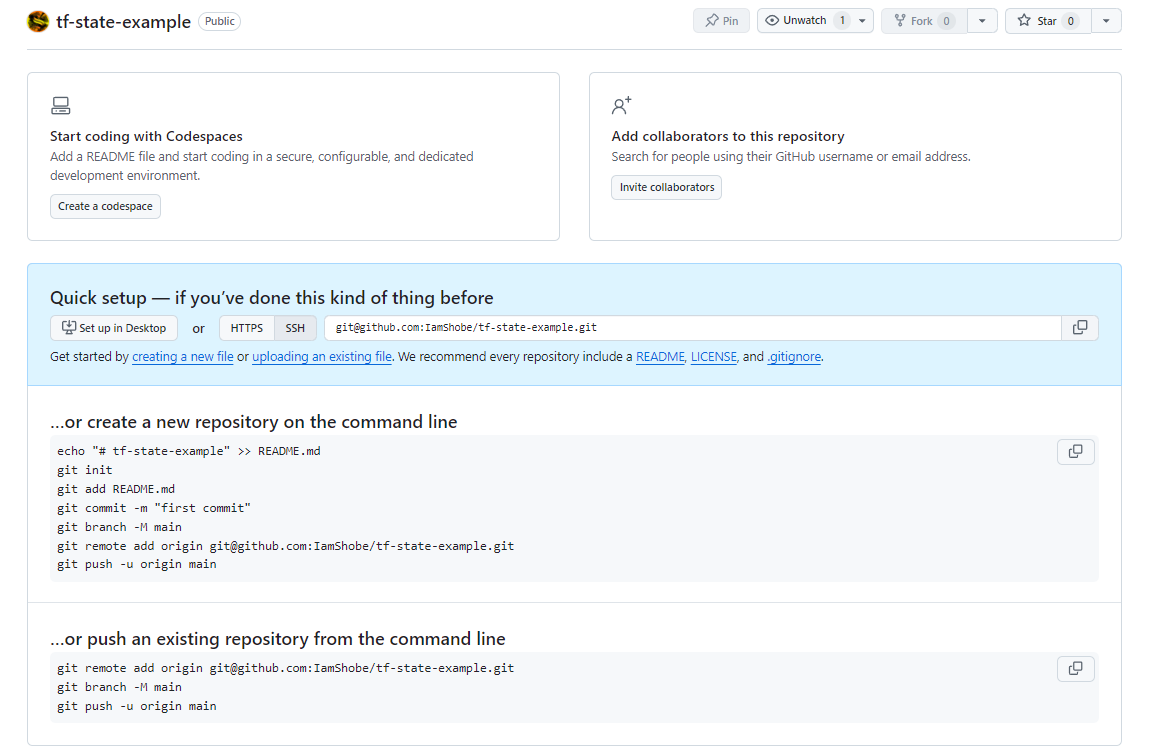 tf-state-example Public
Pin Unwatch 1 Fork 0 Star 0
Start coding with Codespaces
Add a README file and start coding in a secure, configurable, and dedicated
development environment.
Create a codespace
Add collaborators to this repository
Search for people using their GitHub username or email address.
Invite collaborators
Quick setup — if you’ve done this kind of thing before
Set up in Desktop or HTTPS SSH git@github.com:IamShobe/tf-state-example.git
Get started by creating a new file or uploading an existing file. We recommend every repository include a README, LICENSE, and .gitignore.
…or create a new repository on the command line
echo "# tf-state-example" >> README.md
git init
git add README.md
git commit -m "first commit"
git branch -M main
git remote add origin git@github.com:IamShobe/tf-state-example.git
git push -u origin main
…or push an existing repository from the command line
git remote add origin git@github.com:IamShobe/tf-state-example.git
git branch -M main
git push -u origin main